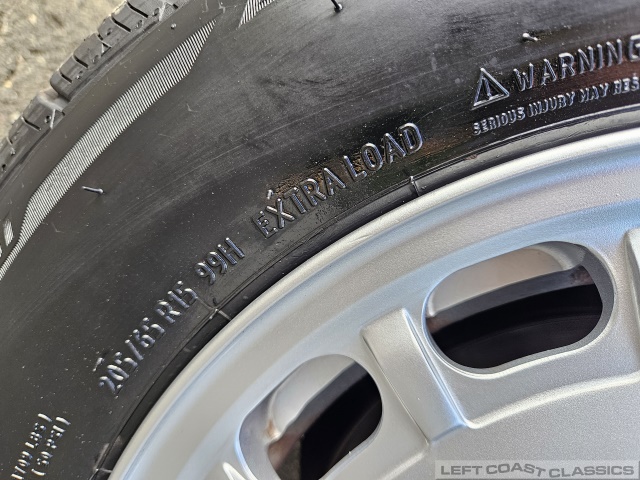 ⚠ WARNING
SERIOUS INJURY MAY RES
EXTRA LOAD
205/65 R15 99H
LEFT COAST CLASSICS